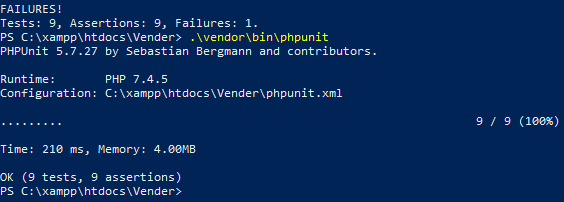 FAILURES!
Tests: 9, Assertions: 9, Failures: 1.
PS C:\xampp\htdocs\Vender> .\vendor\bin\phpunit
PHPUnit 5.7.27 by Sebastian Bergmann and contributors.
Runtime:       PHP 7.4.5
Configuration: C:\xampp\htdocs\Vender\phpunit.xml
.........                                                           9 / 9 (100%)
Time: 210 ms, Memory: 4.00MB
OK (9 tests, 9 assertions)
PS C:\xampp\htdocs\Vender>